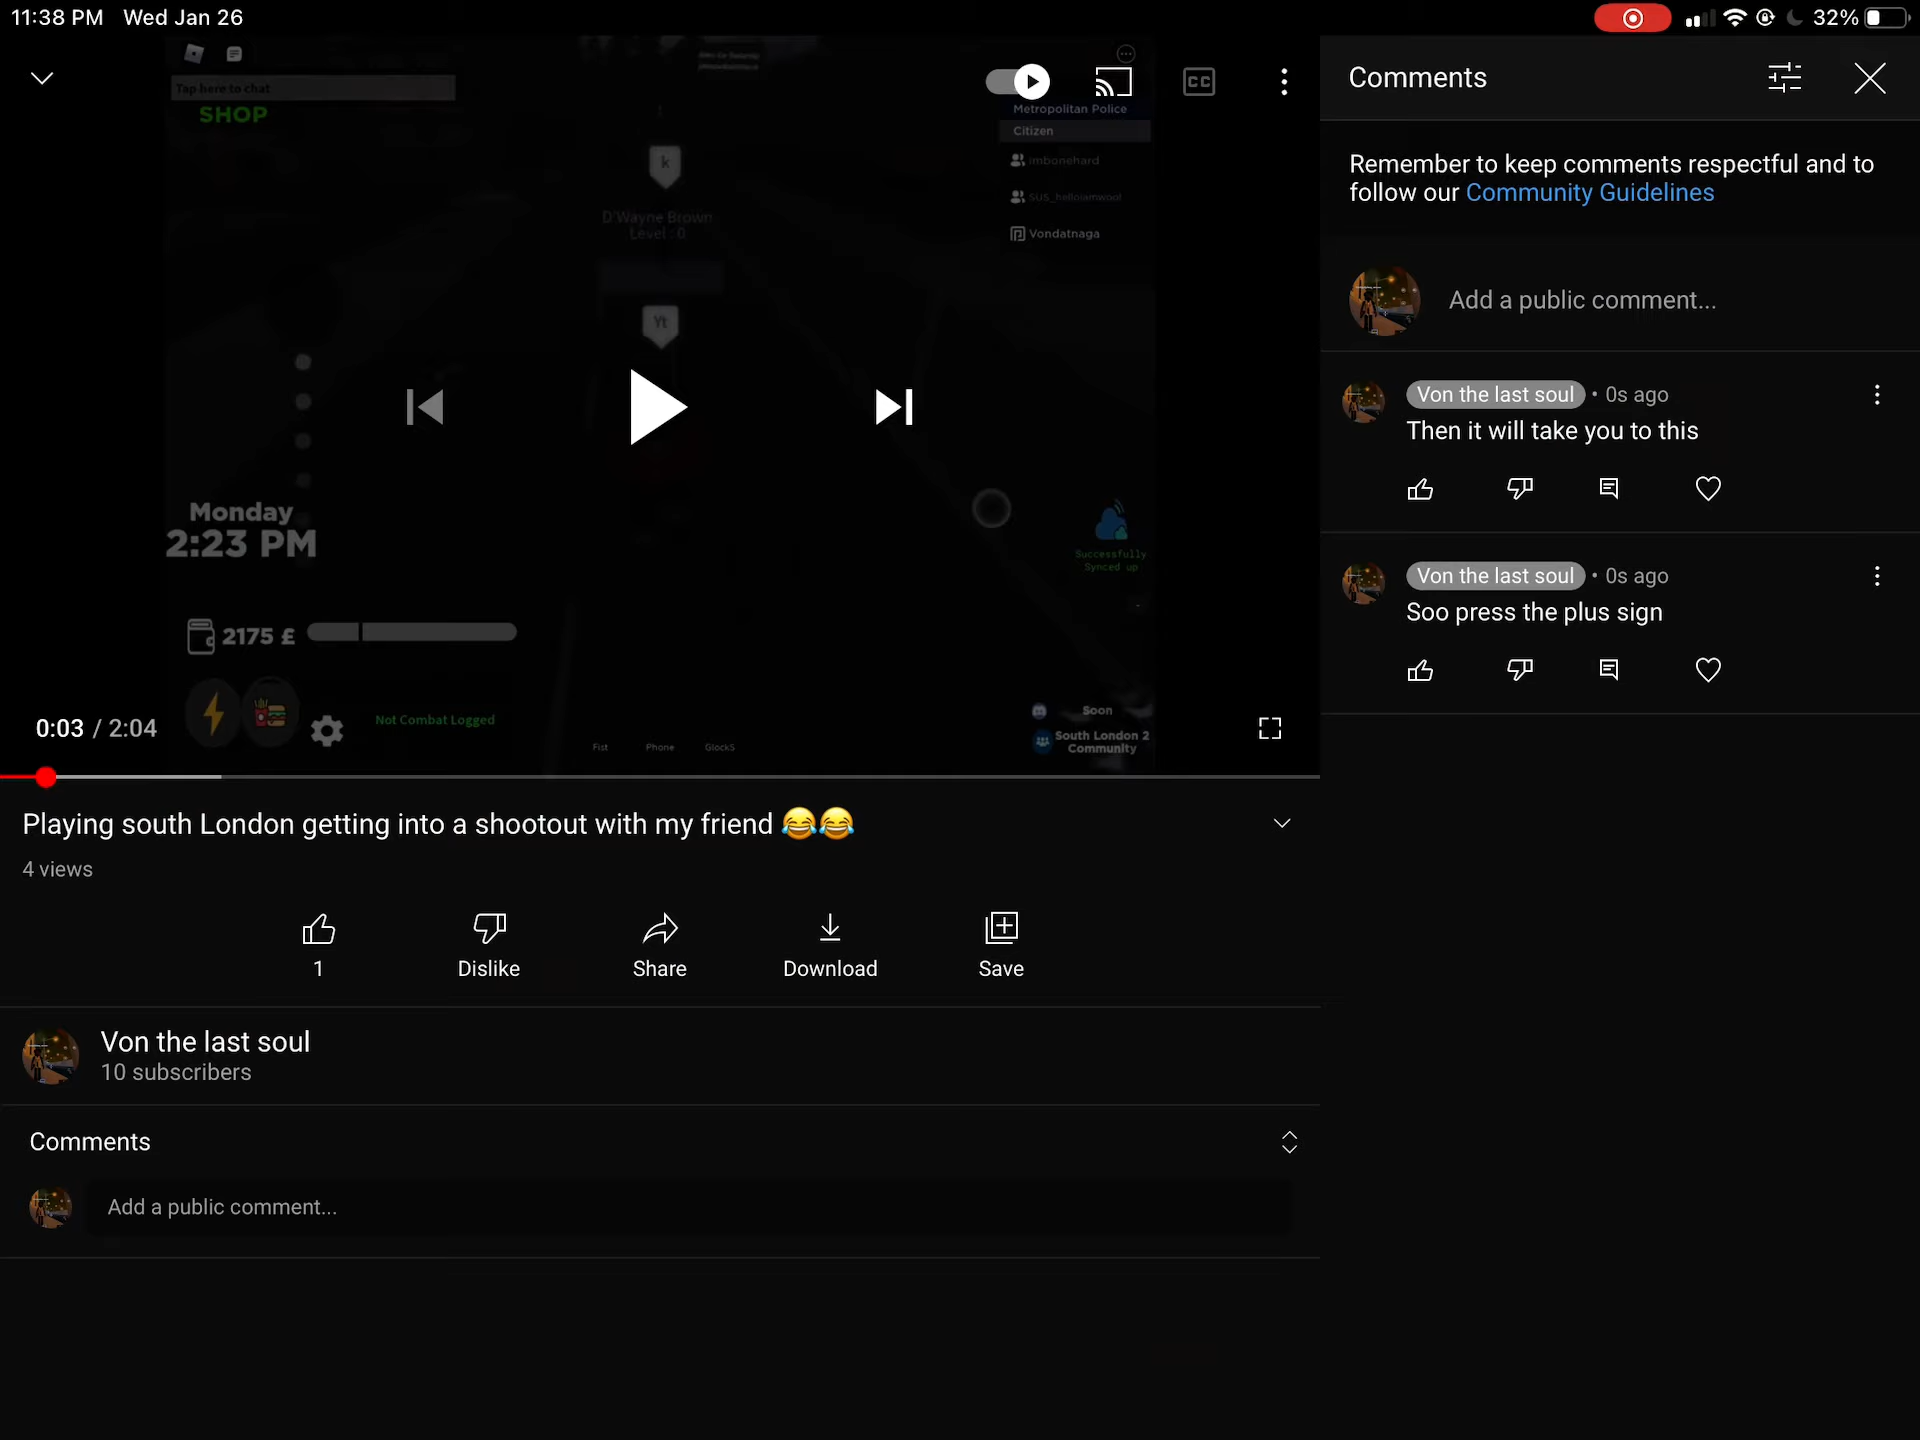 11:38 PM Wed Jan 26
32%
Tap here to chat
SHOP
CC
Metropolitan Police
Citizen
imbonehard
SUS_helloiamwool
Vondatnaga
k
D'Wayne Brown
Level : 0
Yt
Monday
2:23 PM
Successfully
Synced up
2175 £
Not Combat Logged
Fist Phone Glock5
Soon
South London 2
Community
0:03 / 2:04
Playing south London getting into a shootout with my friend 😂😂
4 views
1
Dislike
Share
Download
Save
Von the last soul
10 subscribers
Comments
Add a public comment...
Comments
Remember to keep comments respectful and to
follow our Community Guidelines
Add a public comment...
Von the last soul • 0s ago
Then it will take you to this
Von the last soul • 0s ago
Soo press the plus sign